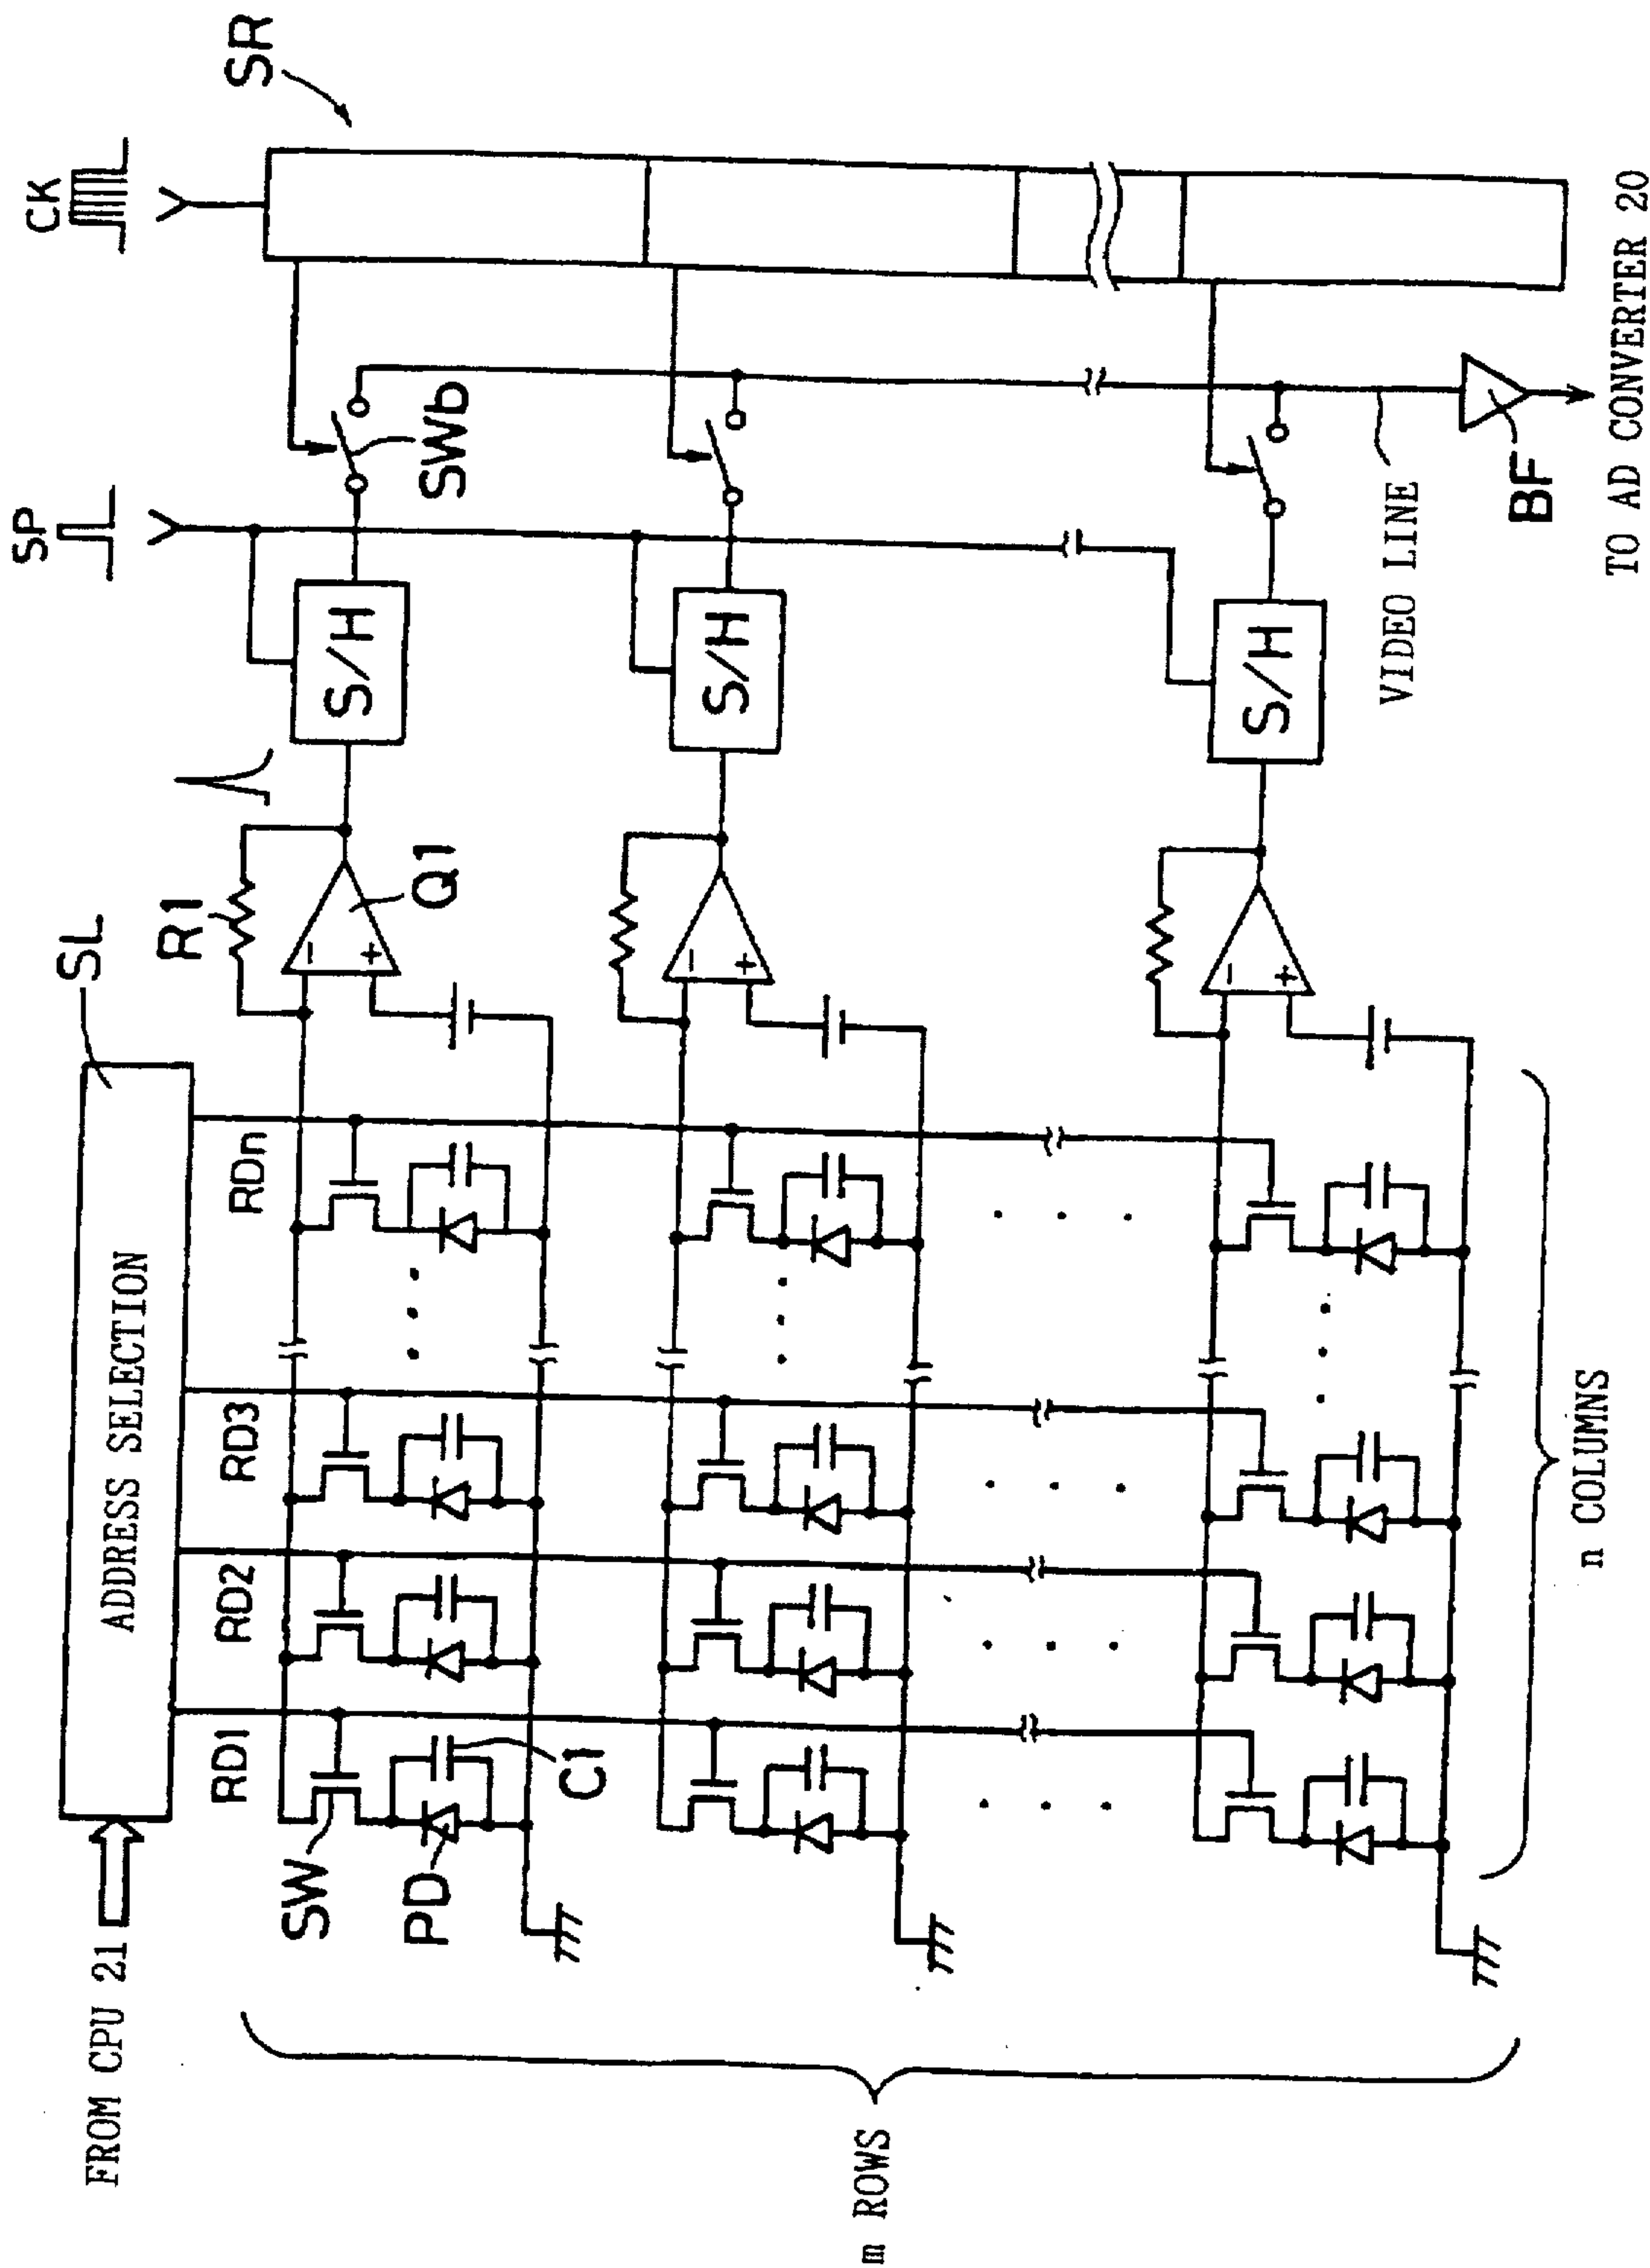 FROM CPU 21
ADDRESS SELECTION
SL
SP
CK
SR
RD1
RD2
RD3
RDn
R1
SW
PD
C1
Q1
-
+
S/H
SWb
-
+
S/H
-
+
S/H
m ROWS
n COLUMNS
VIDEO LINE
BF
TO AD CONVERTER 20